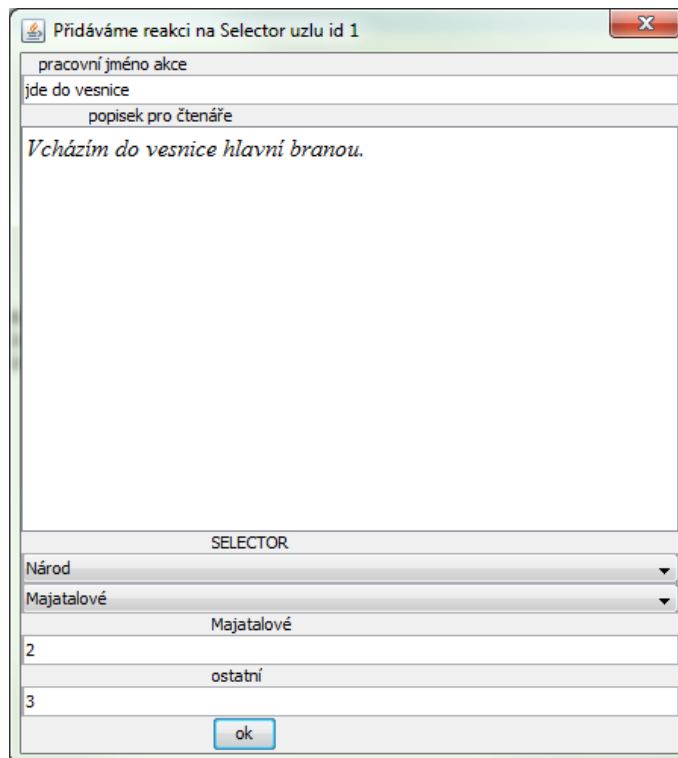 Přidáváme reakci na Selector uzlu id 1
pracovní jméno akce
jde do vesnice
popisek pro čtenáře
Vcházím do vesnice hlavní branou.
SELECTOR
Národ
Majatalové
Majatalové
2
ostatní
3
ok